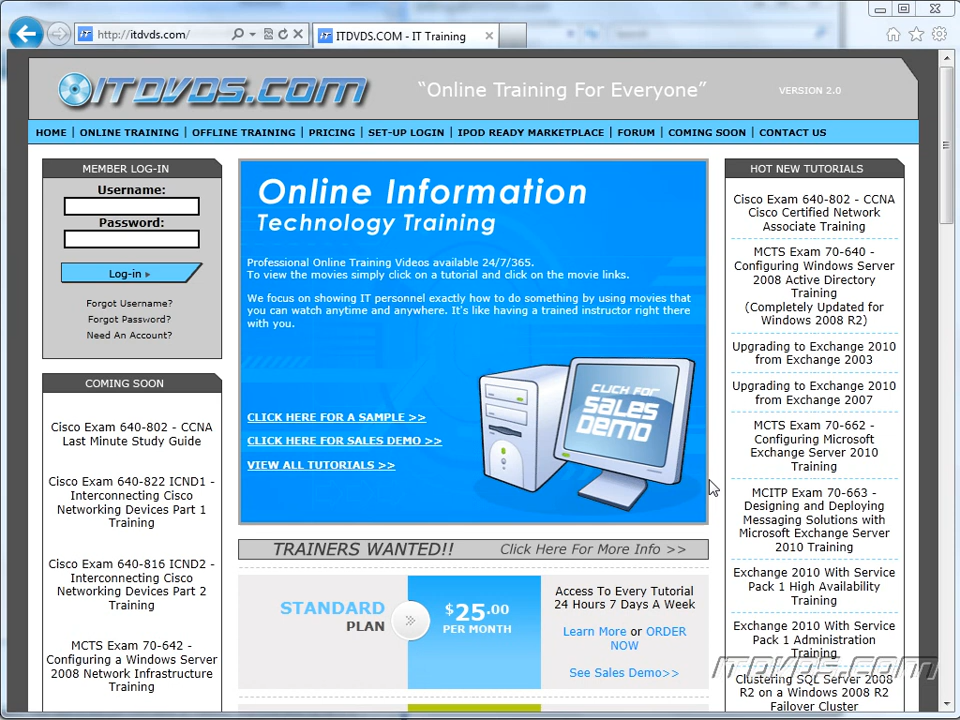 http://itdvds.com/
ITDVDS.COM - IT Training
ITDVDS.COM
“Online Training For Everyone”
VERSION 2.0
HOME | ONLINE TRAINING | OFFLINE TRAINING | PRICING | SET-UP LOGIN | IPOD READY MARKETPLACE | FORUM | COMING SOON | CONTACT US
MEMBER LOG-IN
Username:
Password:
Log-in
Forgot Username?
Forgot Password?
Need An Account?
COMING SOON
Cisco Exam 640-802 - CCNA
Last Minute Study Guide
Cisco Exam 640-822 ICND1 -
Interconnecting Cisco
Networking Devices Part 1
Training
Cisco Exam 640-816 ICND2 -
Interconnecting Cisco
Networking Devices Part 2
Training
MCTS Exam 70-642 -
Configuring a Windows Server
2008 Network Infrastructure
Training
Online Information
Technology Training
Professional Online Training Videos available 24/7/365.
To view the movies simply click on a tutorial and click on the movie links.
We focus on showing IT personnel exactly how to do something by using movies that
you can watch anytime and anywhere. It's like having a trained instructor right there
with you.
CLICK HERE FOR A SAMPLE >>
CLICK HERE FOR SALES DEMO >>
VIEW ALL TUTORIALS >>
CLICK FOR
SALES
DEMO
TRAINERS WANTED!! Click Here For More Info >>
STANDARD
PLAN
$25.00
PER MONTH
Access To Every Tutorial
24 Hours 7 Days A Week
Learn More or ORDER
NOW
See Sales Demo>>
HOT NEW TUTORIALS
Cisco Exam 640-802 - CCNA
Cisco Certified Network
Associate Training
MCTS Exam 70-640 -
Configuring Windows Server
2008 Active Directory
Training
(Completely Updated for
Windows 2008 R2)
Upgrading to Exchange 2010
from Exchange 2003
Upgrading to Exchange 2010
from Exchange 2007
MCTS Exam 70-662 -
Configuring Microsoft
Exchange Server 2010
Training
MCITP Exam 70-663 -
Designing and Deploying
Messaging Solutions with
Microsoft Exchange Server
2010 Training
Exchange 2010 With Service
Pack 1 High Availability
Training
Exchange 2010 With Service
Pack 1 Administration
Training
Clustering SQL Server 2008
R2 on a Windows 2008 R2
Failover Cluster
ITDVDS.COM